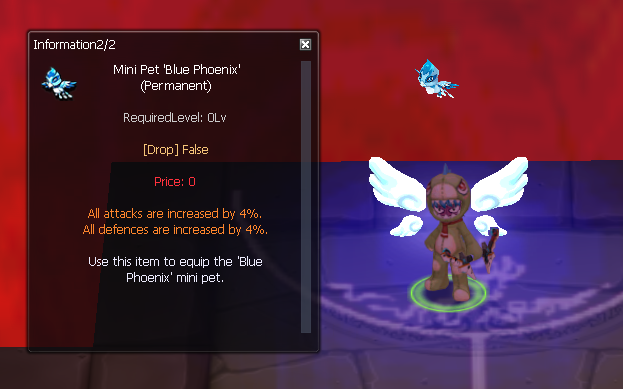 Information2/2
Mini Pet 'Blue Phoenix'
(Permanent)
RequiredLevel: 0Lv
[Drop] False
Price: 0
All attacks are increased by 4%.
All defences are increased by 4%.
Use this item to equip the 'Blue
Phoenix' mini pet.